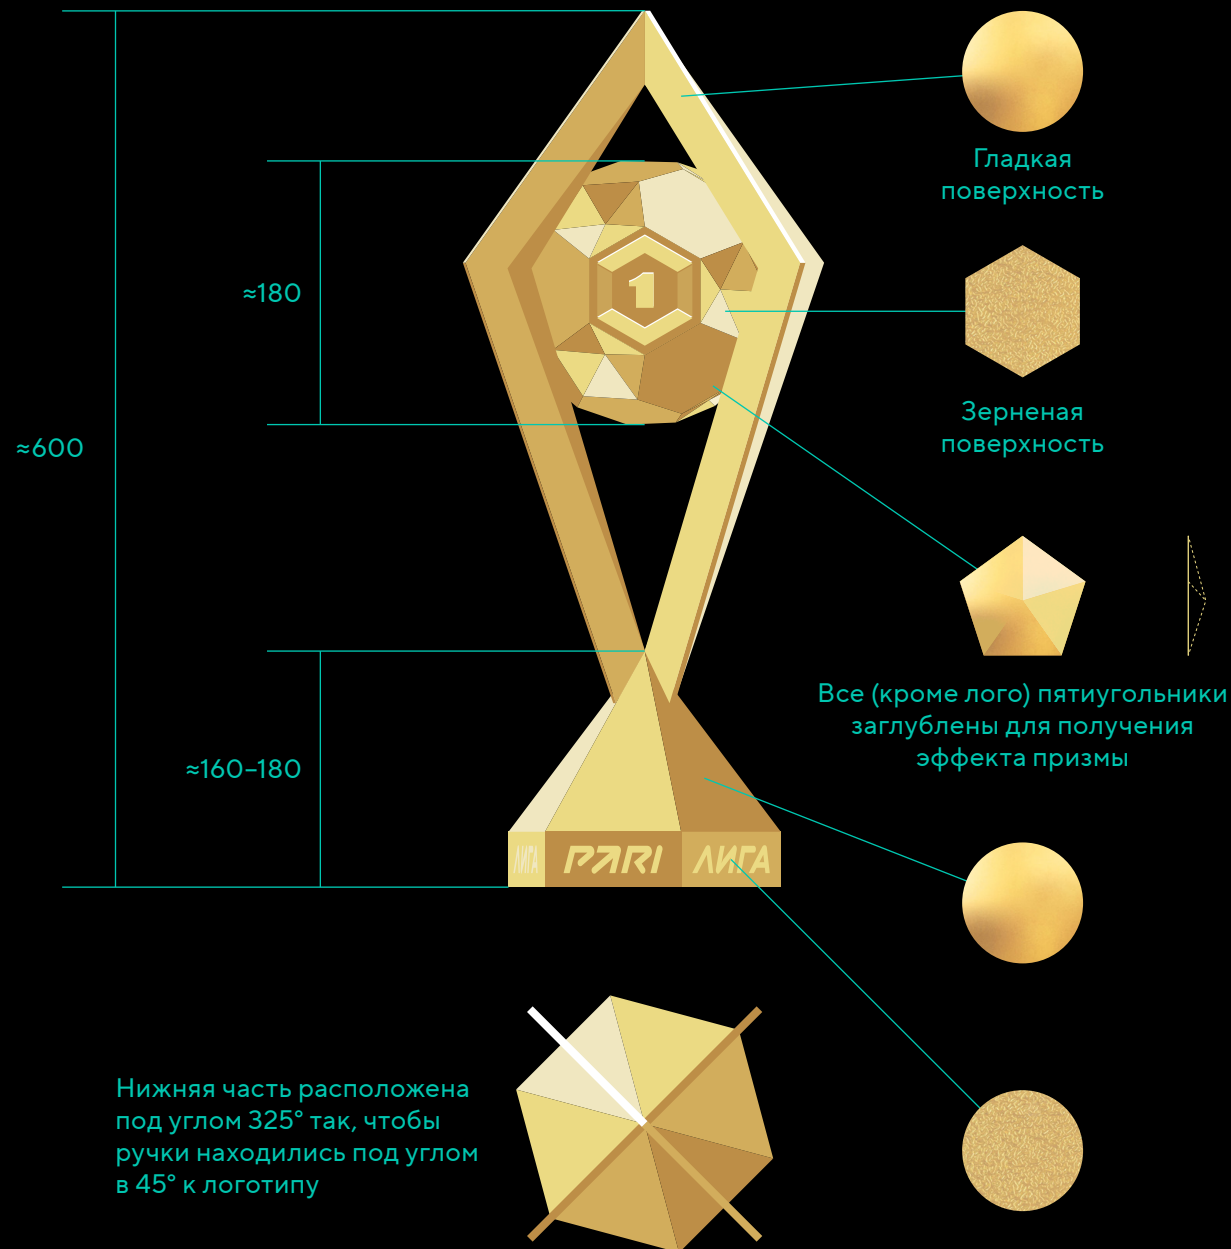 Гладкая
поверхность
≈180
1
Зерненая
поверхность
≈600
Все (кроме лого) пятиугольники
заглублены для получения
эффекта призмы
≈160–180
ЛИГА PARI ЛИГА
Нижняя часть расположена
под углом 325° так, чтобы
ручки находились под углом
в 45° к логотипу